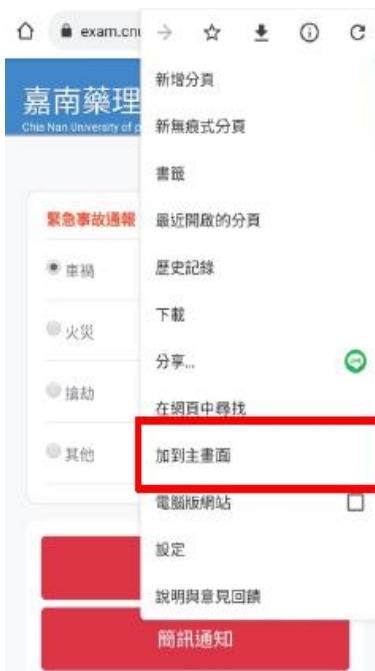 exam.cnu
嘉南藥理
Chia Nan University of p
新增分頁
新無痕式分頁
書籤
緊急事故通報
最近開啟的分頁
車禍
歷史記錄
下載
火災
分享...
搶劫
在網頁中尋找
其他
加到主畫面
電腦版網站
設定
說明與意見回饋
簡訊通知